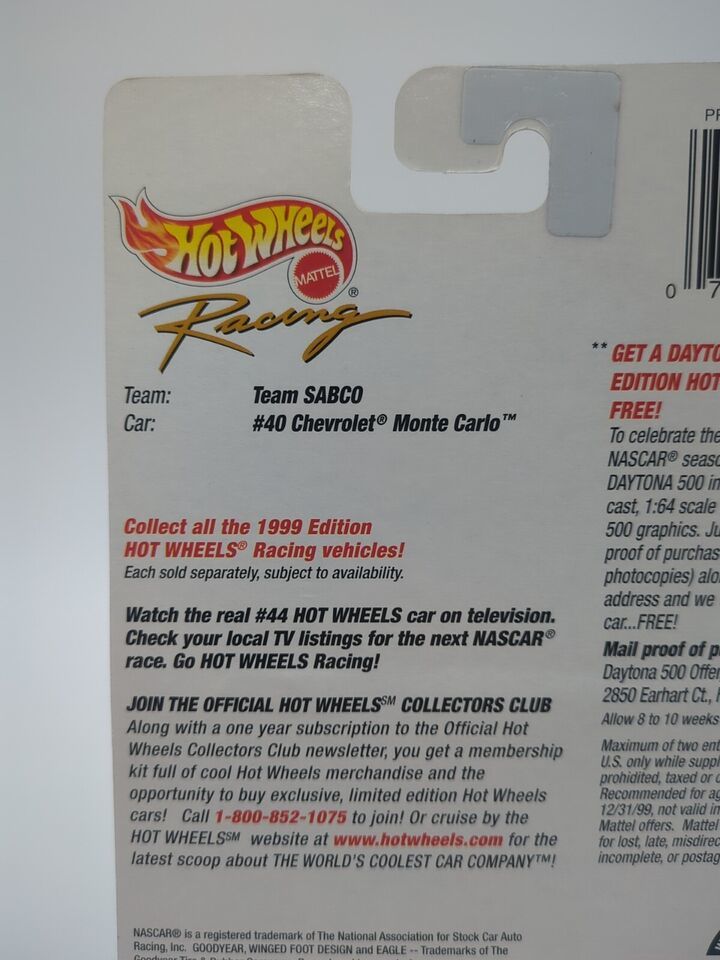 HOT WHEELS
MATTEL
®
Racing
Team: Team SABCO
Car: #40 Chevrolet® Monte Carlo™
Collect all the 1999 Edition
HOT WHEELS® Racing vehicles!
Each sold separately, subject to availability.
Watch the real #44 HOT WHEELS car on television.
Check your local TV listings for the next NASCAR®
race. Go HOT WHEELS Racing!
JOIN THE OFFICIAL HOT WHEELS℠ COLLECTORS CLUB
Along with a one year subscription to the Official Hot
Wheels Collectors Club newsletter, you get a membership
kit full of cool Hot Wheels merchandise and the
opportunity to buy exclusive, limited edition Hot Wheels
cars! Call 1-800-852-1075 to join! Or cruise by the
HOT WHEELS℠ website at www.hotwheels.com for the
latest scoop about THE WORLD'S COOLEST CAR COMPANY™!
NASCAR® is a registered trademark of The National Association for Stock Car Auto
Racing, Inc. GOODYEAR, WINGED FOOT DESIGN and EAGLE -- Trademarks of The
0 7
** GET A DAYTO
EDITION HOT
FREE!
To celebrate the
NASCAR® seaso
DAYTONA 500 in
cast, 1:64 scale
500 graphics. Ju
proof of purchas
photocopies) alo
address and we
car...FREE!
Mail proof of p
Daytona 500 Offer
2850 Earhart Ct.,
Allow 8 to 10 weeks
Maximum of two ent
U.S. only while suppl
prohibited, taxed or
Recommended for ag
12/31/99, not valid in
Mattel offers. Mattel
for lost, late, misdirec
incomplete, or postag